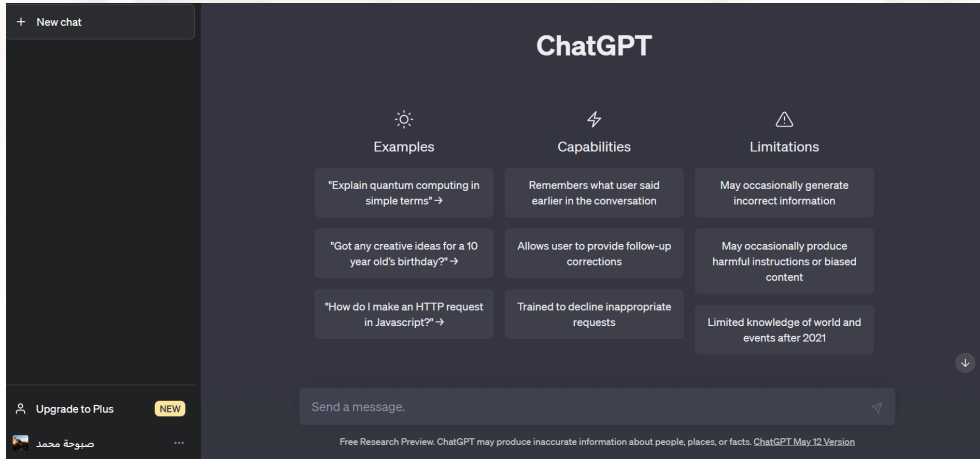 + New chat
ChatGPT
Examples
"Explain quantum computing in
simple terms" →
"Got any creative ideas for a 10
year old's birthday?" →
"How do I make an HTTP request
in Javascript?" →
Capabilities
Remembers what user said
earlier in the conversation
Allows user to provide follow-up
corrections
Trained to decline inappropriate
requests
Limitations
May occasionally generate
incorrect information
May occasionally produce
harmful instructions or biased
content
Limited knowledge of world and
events after 2021
Upgrade to Plus NEW
صبوحة محمد ...
Send a message.
Free Research Preview. ChatGPT may produce inaccurate information about people, places, or facts. ChatGPT May 12 Version